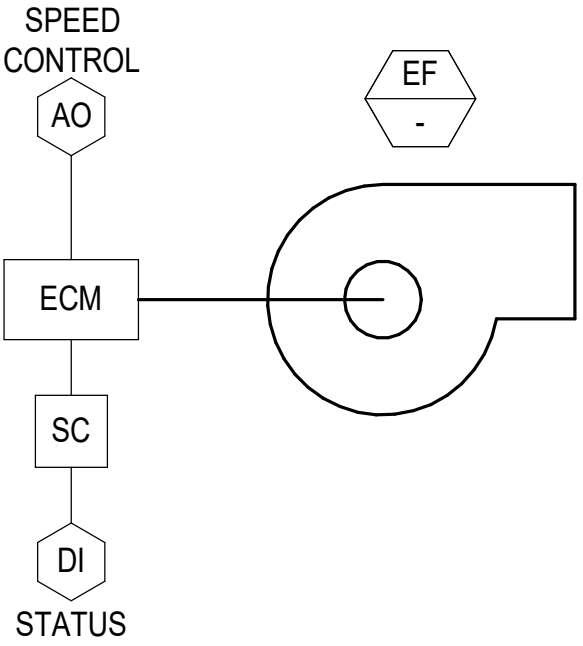 SPEED
CONTROL
AO
EF
-
ECM
SC
DI
STATUS